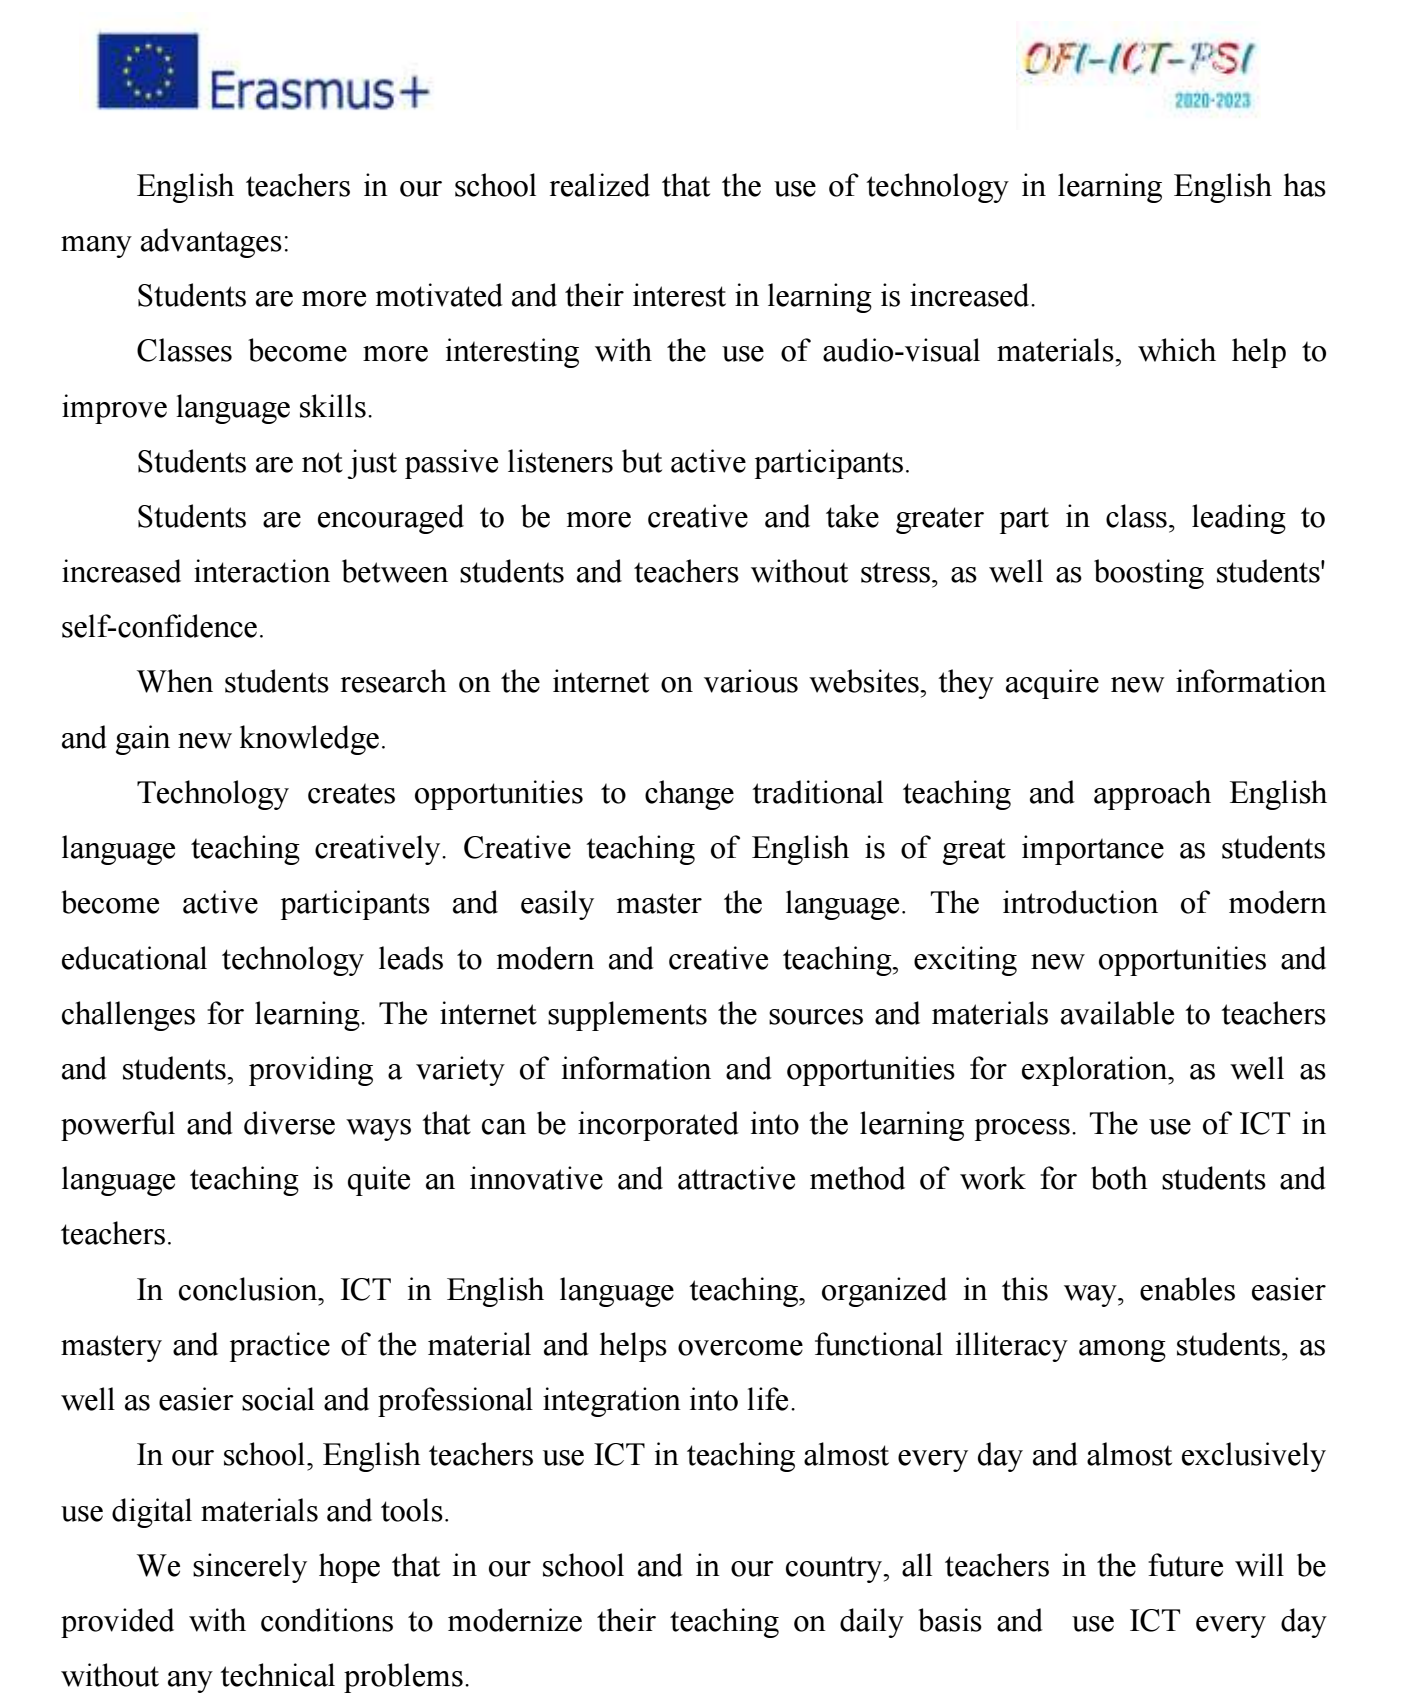 Erasmus+
OFI-ICT-PSI
2020-2023
English teachers in our school realized that the use of technology in learning English has
many advantages:
Students are more motivated and their interest in learning is increased.
Classes become more interesting with the use of audio-visual materials, which help to
improve language skills.
Students are not just passive listeners but active participants.
Students are encouraged to be more creative and take greater part in class, leading to
increased interaction between students and teachers without stress, as well as boosting students'
self-confidence.
When students research on the internet on various websites, they acquire new information
and gain new knowledge.
Technology creates opportunities to change traditional teaching and approach English
language teaching creatively. Creative teaching of English is of great importance as students
become active participants and easily master the language. The introduction of modern
educational technology leads to modern and creative teaching, exciting new opportunities and
challenges for learning. The internet supplements the sources and materials available to teachers
and students, providing a variety of information and opportunities for exploration, as well as
powerful and diverse ways that can be incorporated into the learning process. The use of ICT in
language teaching is quite an innovative and attractive method of work for both students and
teachers.
In conclusion, ICT in English language teaching, organized in this way, enables easier
mastery and practice of the material and helps overcome functional illiteracy among students, as
well as easier social and professional integration into life.
In our school, English teachers use ICT in teaching almost every day and almost exclusively
use digital materials and tools.
We sincerely hope that in our school and in our country, all teachers in the future will be
provided with conditions to modernize their teaching on daily basis and  use ICT every day
without any technical problems.